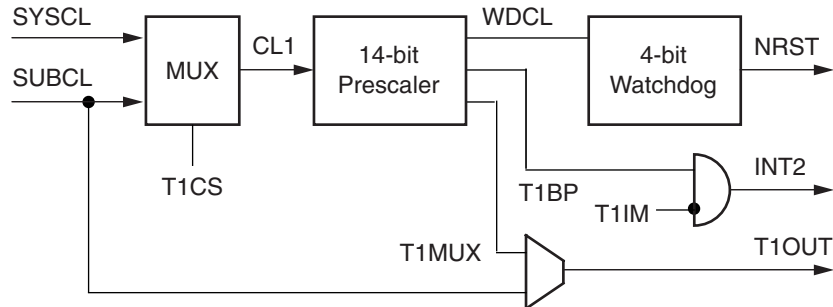 SYSCL
WDCL
CL1
14-bit
Prescaler
4-bit
Watchdog
NRST
MUX
SUBCL
T1CS
T1BP
INT2
T1IM
T1MUX
T1OUT